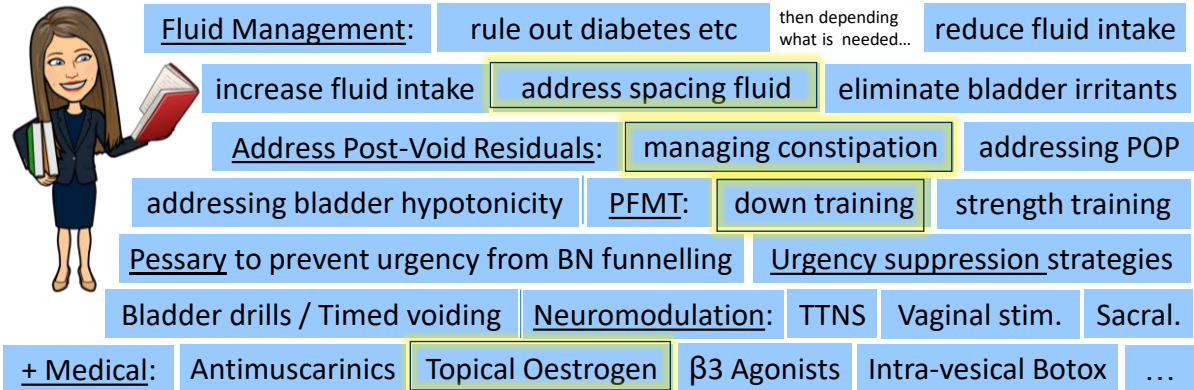 Fluid Management: rule out diabetes etc then depending what is needed... reduce fluid intake
increase fluid intake address spacing fluid eliminate bladder irritants
Address Post-Void Residuals: managing constipation addressing POP
addressing bladder hypotonicity PFMT: down training strength training
Pessary to prevent urgency from BN funnelling Urgency suppression strategies
Bladder drills / Timed voiding Neuromodulation: TTNS Vaginal stim. Sacral.
+ Medical: Antimuscarinics Topical Oestrogen β3 Agonists Intra-vesical Botox ...